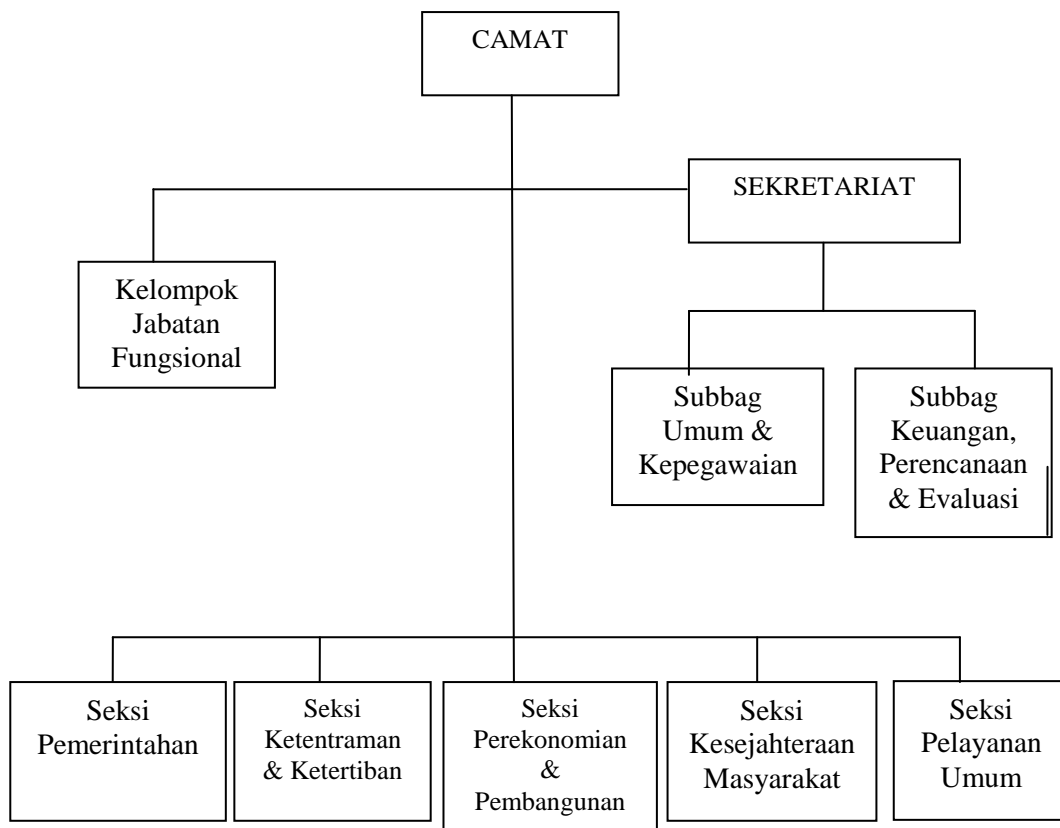 CAMAT
SEKRETARIAT
Kelompok
Jabatan
Fungsional
Subbag
Umum &
Kepegawaian
Subbag
Keuangan,
Perencanaan
& Evaluasi
Seksi
Pemerintahan
Seksi
Ketentraman
& Ketertiban
Seksi
Perekonomian
&
Pembangunan
Seksi
Kesejahteraan
Masyarakat
Seksi
Pelayanan
Umum